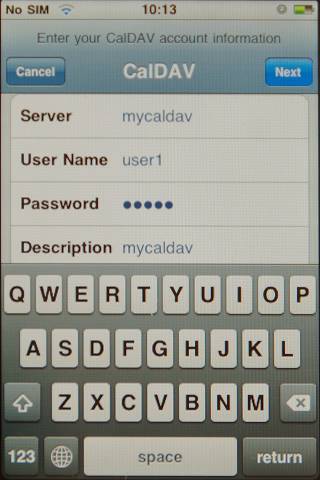 No SIM 10:13
Enter your CalDAV account information
Cancel CalDAV Next
Server mycaldav
User Name user1
Password •••••
Description mycaldav
Q W E R T Y U I O P
A S D F G H J K L
Z X C V B N M
123 space return